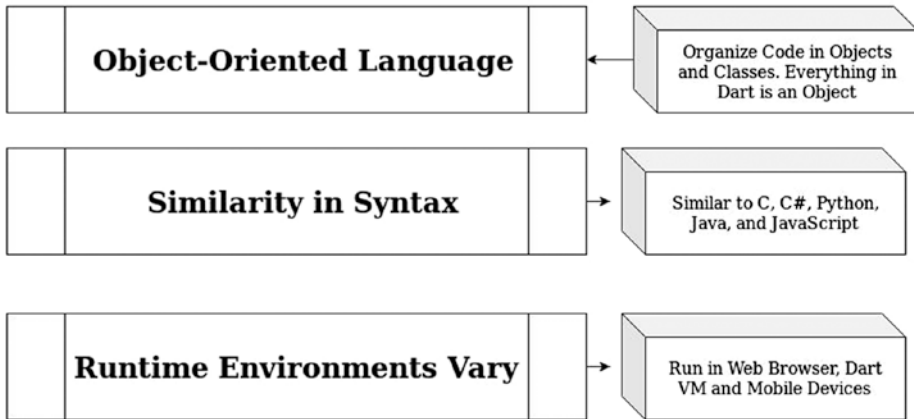 Object-Oriented Language
Organize Code in Objects
and Classes. Everything in
Dart is an Object
Similarity in Syntax
Similar to C, C#, Python,
Java, and JavaScript
Runtime Environments Vary
Run in Web Browser, Dart
VM and Mobile Devices